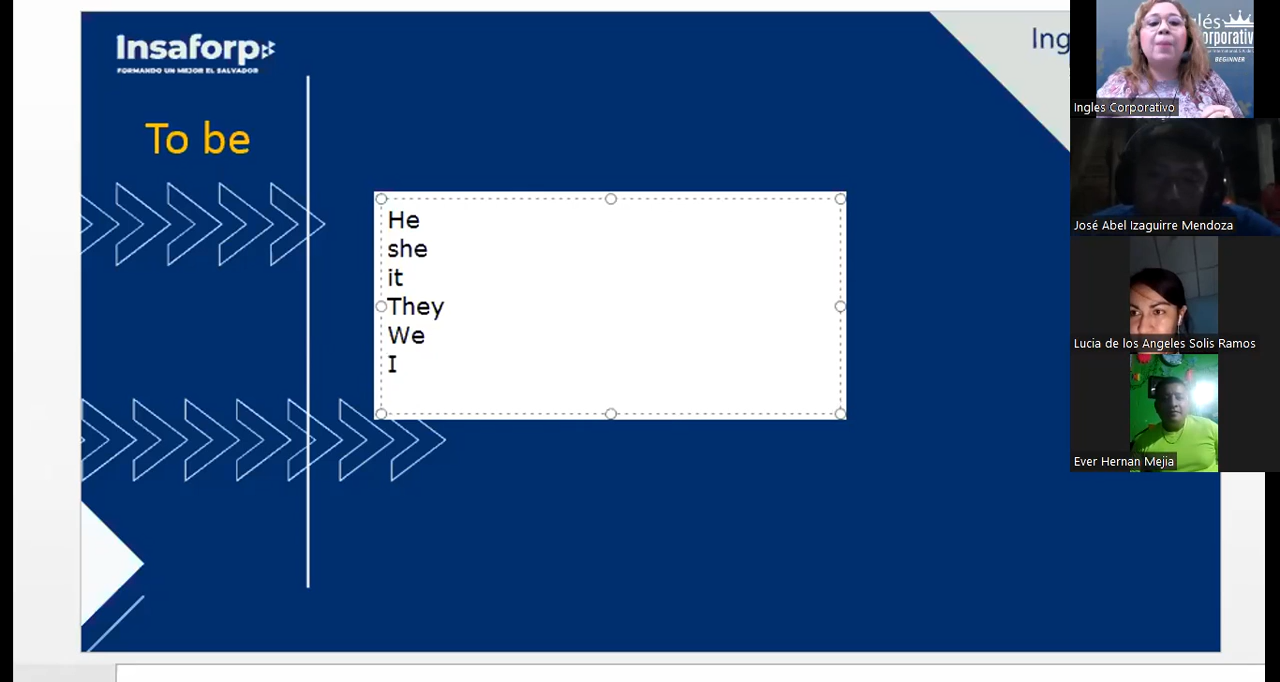 Insaforp
FORMANDO UN MEJOR EL SALVADOR
To be
He
she
it
They
We
I
Ing
glés
orporativ
BEGINNER
Ingles Corporativo
José Abel Izaguirre Mendoza
Lucia de los Angeles Solis Ramos
Ever Hernan Mejia